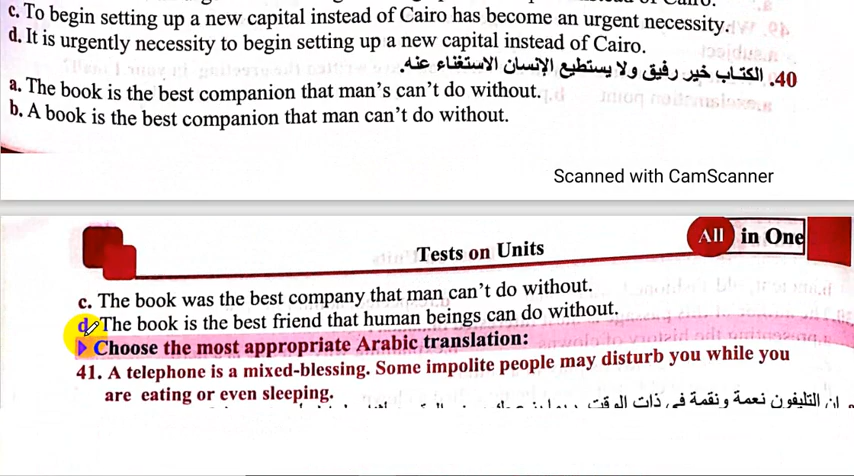 c. To begin setting up a new capital instead of Cairo has become an urgent necessity.
d. It is urgently necessity to begin setting up a new capital instead of Cairo.
40. الكتاب خير رفيق ولا يستطيع الإنسان الاستغناء عنه.
a. The book is the best companion that man's can't do without.
b. A book is the best companion that man can't do without.
Scanned with CamScanner
All in One
Tests on Units
c. The book was the best company that man can't do without.
d. The book is the best friend that human beings can do without.
Choose the most appropriate Arabic translation:
41. A telephone is a mixed-blessing. Some impolite people may disturb you while you
are eating or even sleeping.
إن التليفون نعمة ونقمة في ذات الوقت